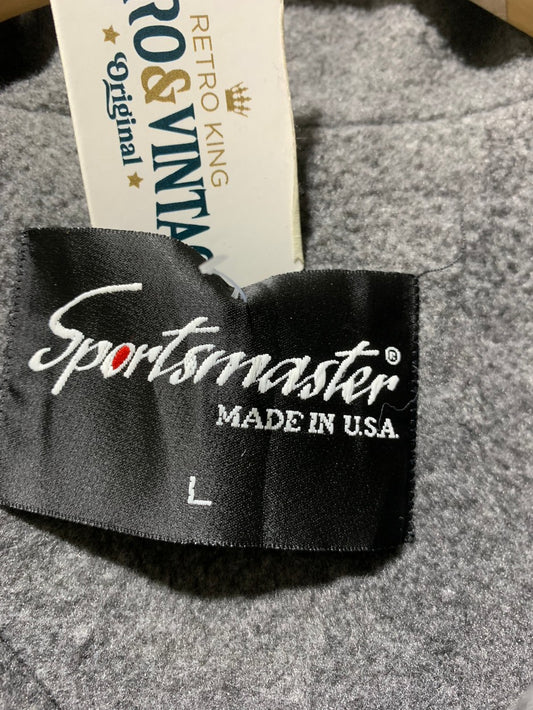 RETRO KING
RO&VINTA
Original
Sportsmaster®
MADE IN U.S.A.
L